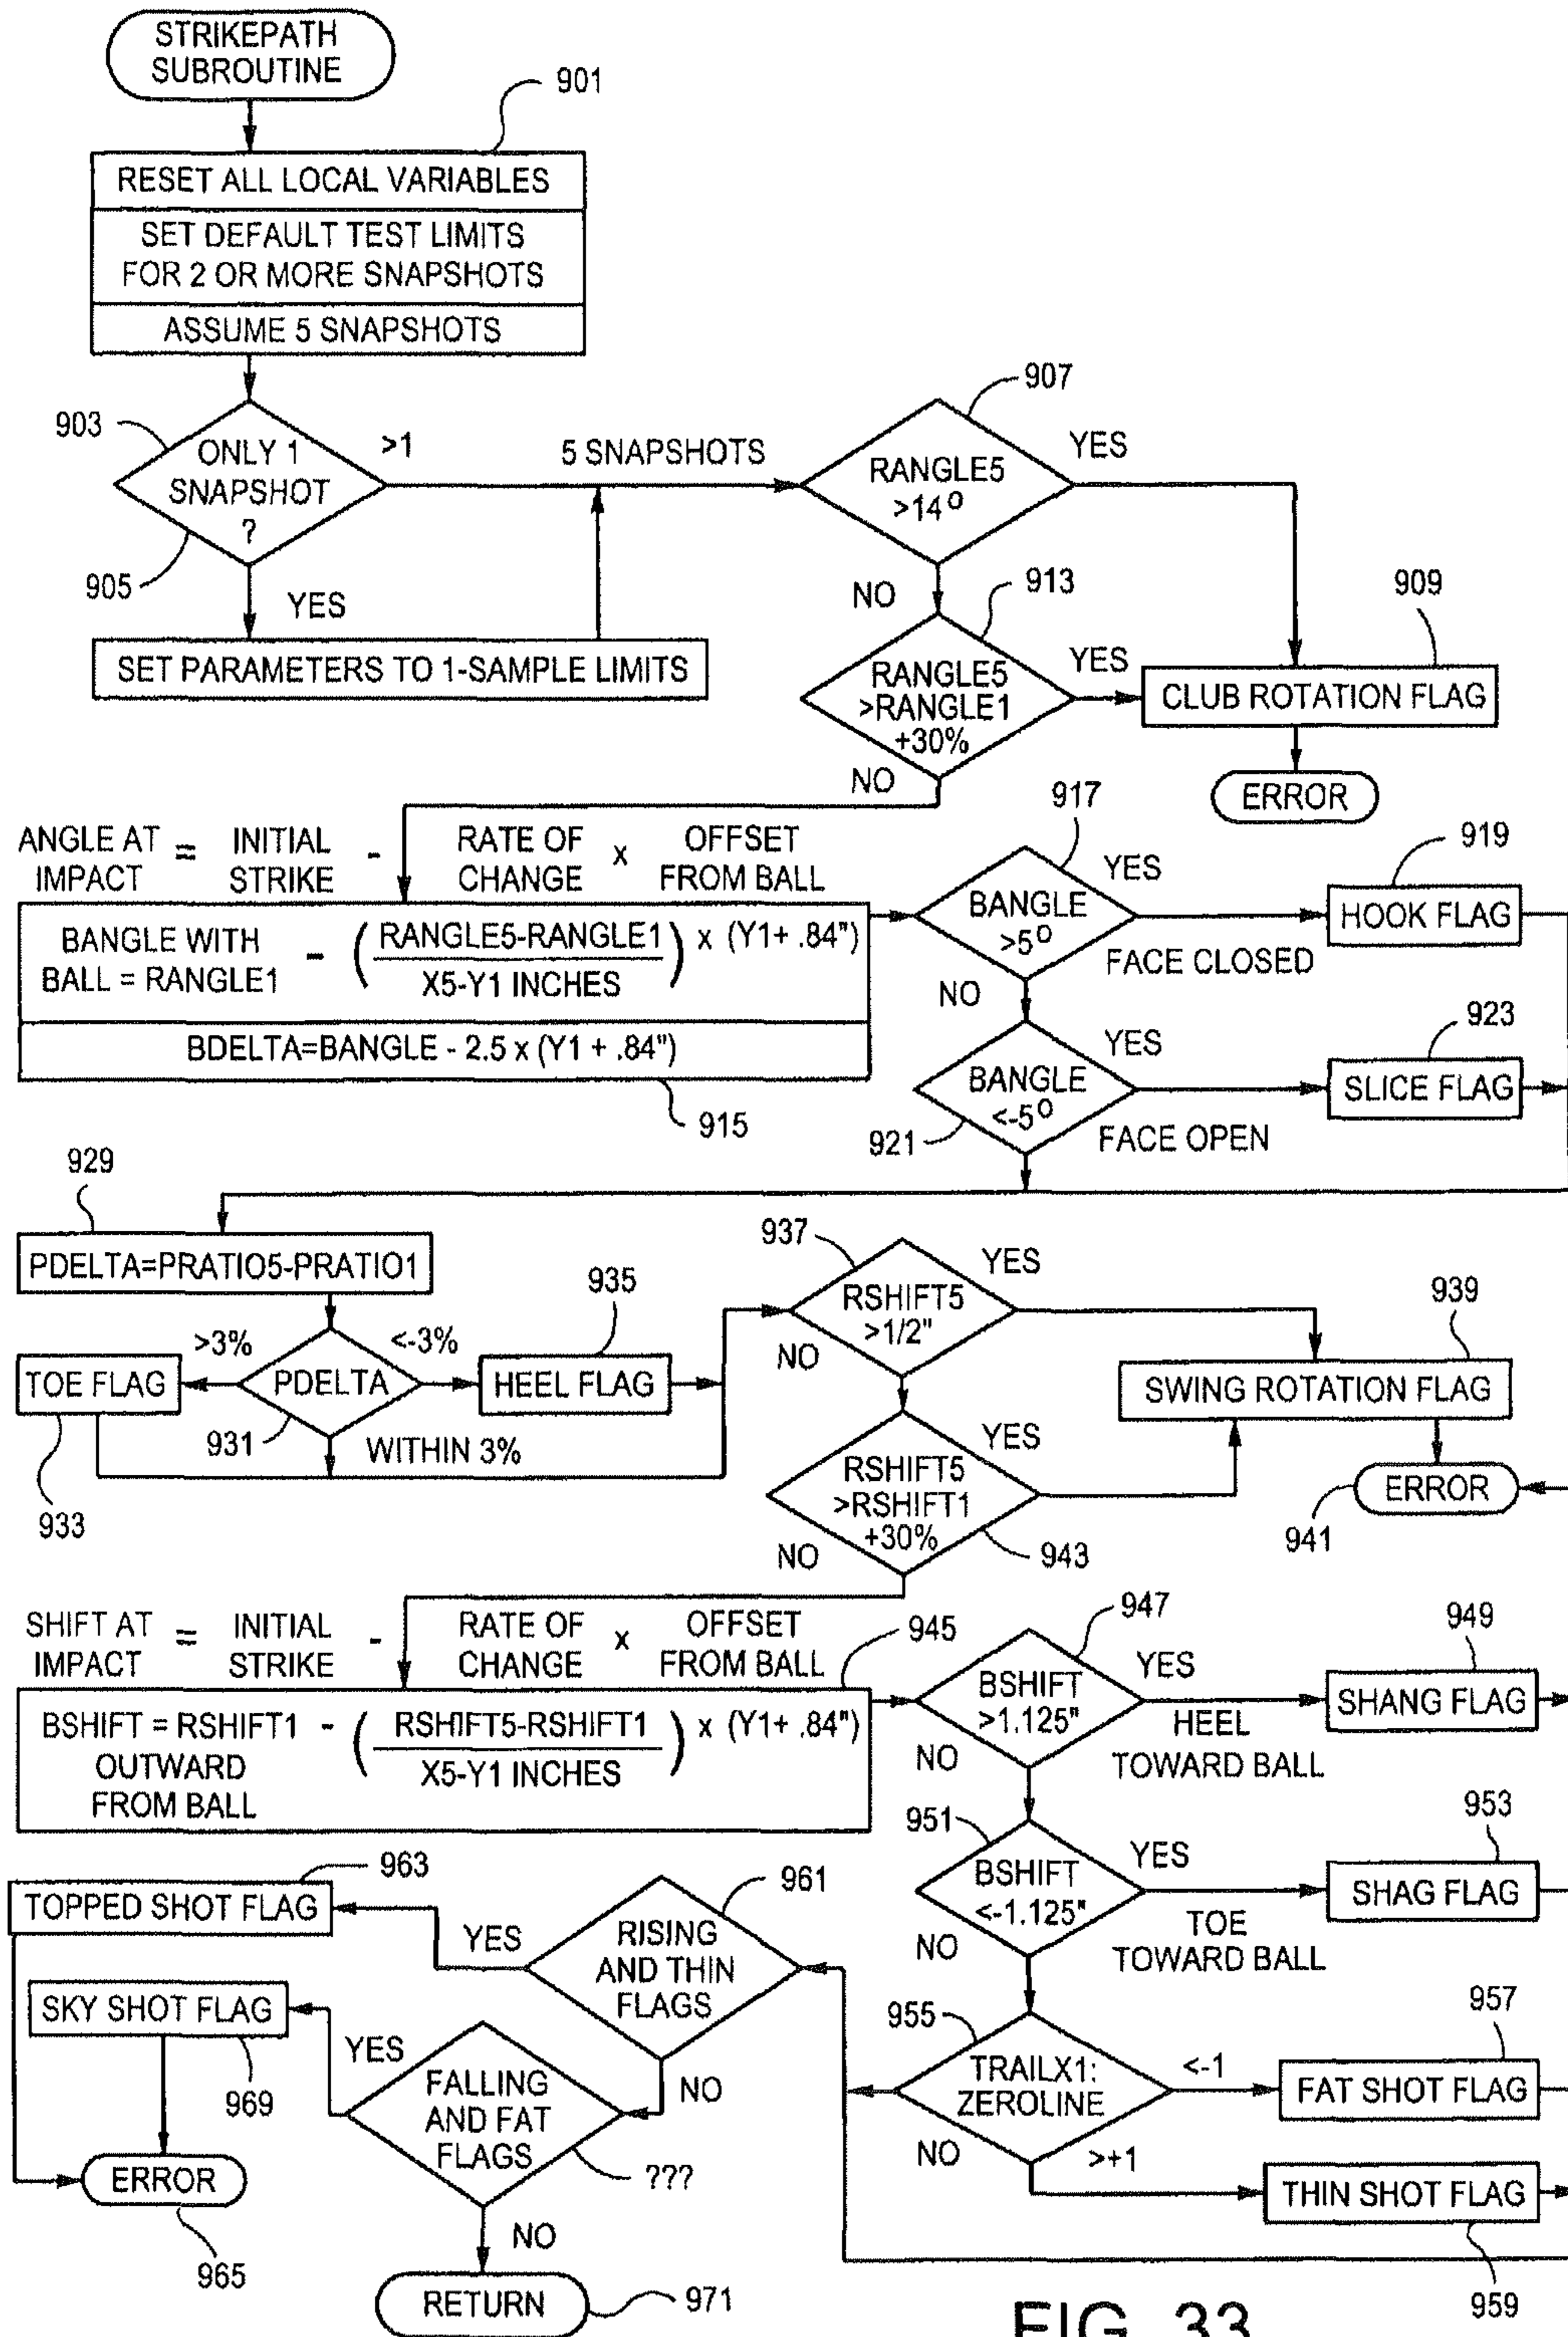 STRIKEPATH
SUBROUTINE
901
RESET ALL LOCAL VARIABLES
SET DEFAULT TEST LIMITS
FOR 2 OR MORE SNAPSHOTS
ASSUME 5 SNAPSHOTS
903
ONLY 1
SNAPSHOT
?
>1
905
YES
SET PARAMETERS TO 1-SAMPLE LIMITS
5 SNAPSHOTS
907
RANGLE5
>14°
YES
NO
913
RANGLE5
>RANGLE1
+30%
YES
NO
909
CLUB ROTATION FLAG
ERROR
ANGLE AT IMPACT = INITIAL STRIKE - RATE OF CHANGE x OFFSET FROM BALL
BANGLE WITH
BALL = RANGLE1 - ( RANGLE5-RANGLE1 / X5-Y1 INCHES ) x (Y1+ .84")
BDELTA=BANGLE - 2.5 x (Y1 + .84")
915
917
BANGLE
>5°
YES
FACE CLOSED
NO
919
HOOK FLAG
921
BANGLE
<-5°
YES
FACE OPEN
923
SLICE FLAG
929
PDELTA=PRATIO5-PRATIO1
>3%
<-3%
PDELTA
931
WITHIN 3%
TOE FLAG
933
935
HEEL FLAG
937
RSHIFT5
>1/2"
YES
NO
RSHIFT5
>RSHIFT1
+30%
YES
NO
943
939
SWING ROTATION FLAG
ERROR
941
SHIFT AT IMPACT = INITIAL STRIKE - RATE OF CHANGE x OFFSET FROM BALL
945
BSHIFT = RSHIFT1 - ( RSHIFT5-RSHIFT1 / X5-Y1 INCHES ) x (Y1+ .84")
OUTWARD
FROM BALL
947
BSHIFT
>1.125"
YES
HEEL
TOWARD BALL
NO
949
SHANG FLAG
951
BSHIFT
<-1.125"
YES
TOE
TOWARD BALL
NO
953
SHAG FLAG
955
TRAILX1:
ZEROLINE
<-1
NO
>+1
957
FAT SHOT FLAG
THIN SHOT FLAG
959
961
RISING
AND THIN
FLAGS
YES
NO
963
TOPPED SHOT FLAG
FALLING
AND FAT
FLAGS
???
YES
NO
SKY SHOT FLAG
969
ERROR
965
RETURN
971
FIG. 33